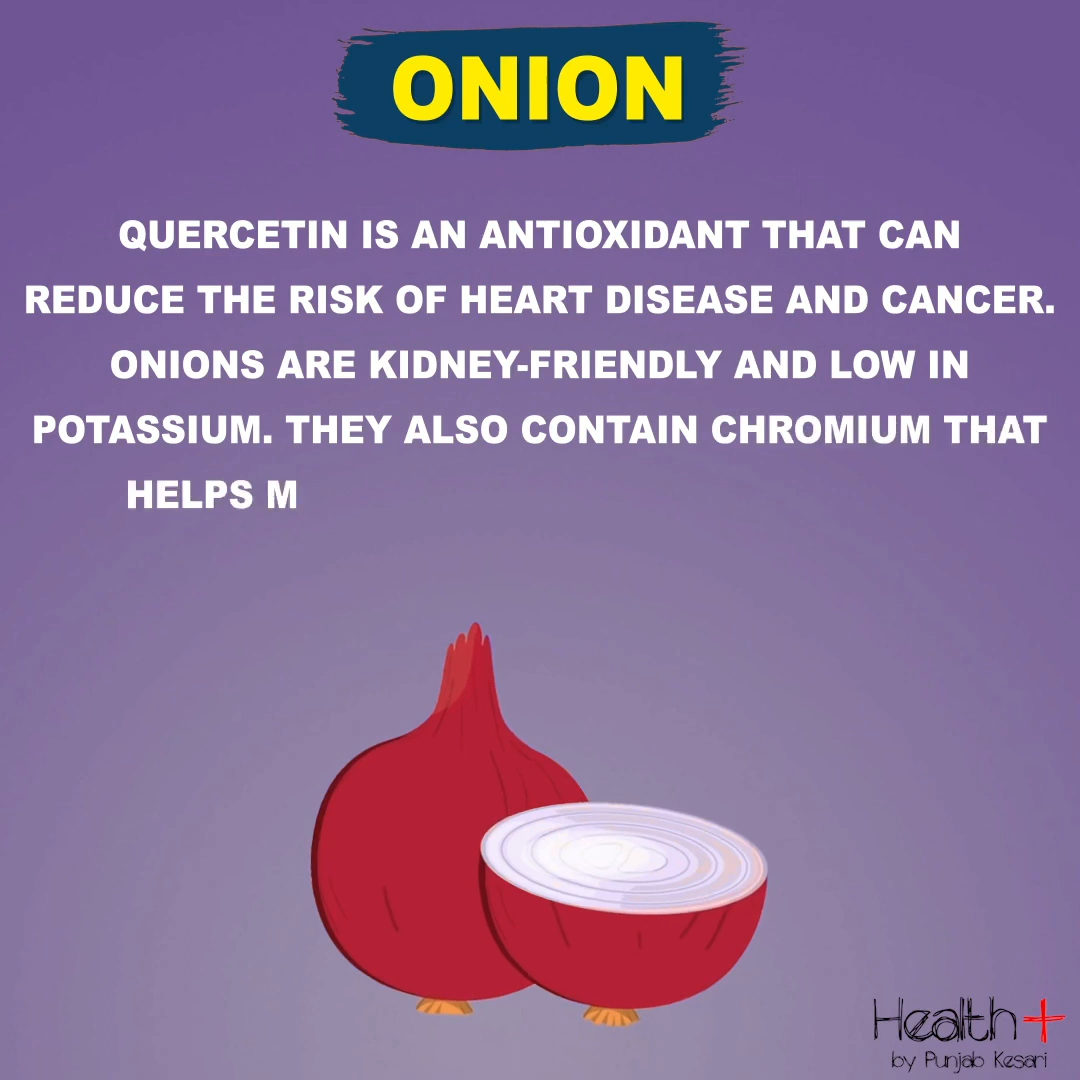 ONION
QUERCETIN IS AN ANTIOXIDANT THAT CAN
REDUCE THE RISK OF HEART DISEASE AND CANCER.
ONIONS ARE KIDNEY-FRIENDLY AND LOW IN
POTASSIUM. THEY ALSO CONTAIN CHROMIUM THAT
HELPS M
Health+
by Punjab Kesari